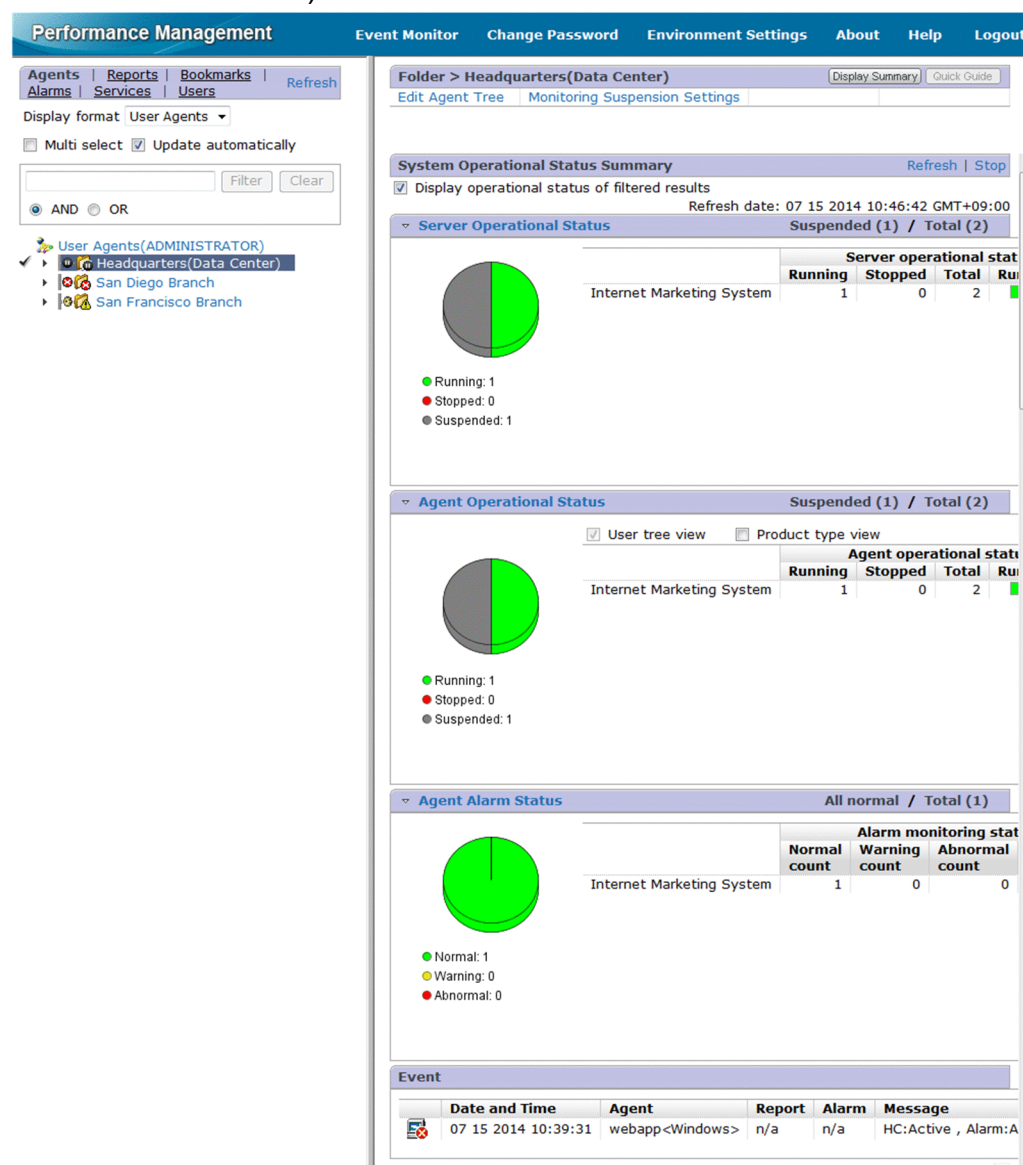 Performance Management
Event Monitor Change Password Environment Settings About Help Logout
Agents | Reports | Bookmarks |
Alarms | Services | Users
Refresh
Display format User Agents
Multi select Update automatically
Filter Clear
AND OR
User Agents(ADMINISTRATOR)
Headquarters(Data Center)
San Diego Branch
San Francisco Branch
Folder > Headquarters(Data Center) Display Summary Quick Guide
Edit Agent Tree Monitoring Suspension Settings
System Operational Status Summary Refresh | Stop
Display operational status of filtered results
Refresh date: 07 15 2014 10:46:42 GMT+09:00
Server Operational Status Suspended (1) / Total (2)
Server operational stat
Running Stopped Total Ru
Internet Marketing System 1 0 2
Running: 1
Stopped: 0
Suspended: 1
Agent Operational Status Suspended (1) / Total (2)
User tree view Product type view
Agent operational statu
Running Stopped Total Ru
Internet Marketing System 1 0 2
Running: 1
Stopped: 0
Suspended: 1
Agent Alarm Status All normal / Total (1)
Alarm monitoring stat
Normal count Warning count Abnormal count
Internet Marketing System 1 0 0
Normal: 1
Warning: 0
Abnormal: 0
Event
Date and Time Agent Report Alarm Message
07 15 2014 10:39:31 webapp<Windows> n/a n/a HC:Active , Alarm:A